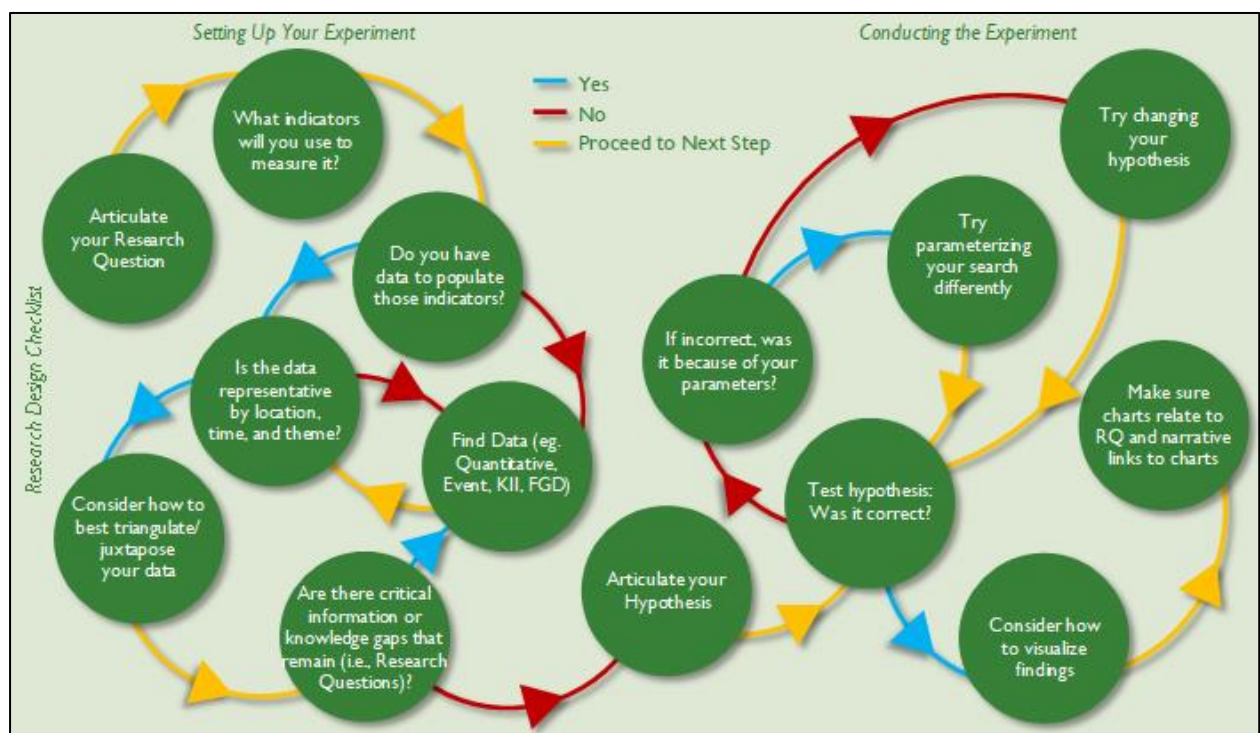 Setting Up Your Experiment
Conducting the Experiment
Yes
No
Proceed to Next Step
Research Design Checklist
Articulate
your Research
Question
What indicators
will you use to
measure it?
Do you have
data to populate
those indicators?
Is the data
representative
by location,
time, and theme?
Find Data (eg.
Quantitative,
Event, KII, FGD)
Consider how to
best triangulate/
juxtapose
your data
Are there critical
information or
knowledge gaps that
remain (i.e., Research
Questions)?
Articulate your
Hypothesis
Test hypothesis:
Was it correct?
If incorrect, was
it because of your
parameters?
Try
parameterizing
your search
differently
Try changing
your
hypothesis
Consider how
to visualize
findings
Make sure
charts relate to
RQ and narrative
links to charts